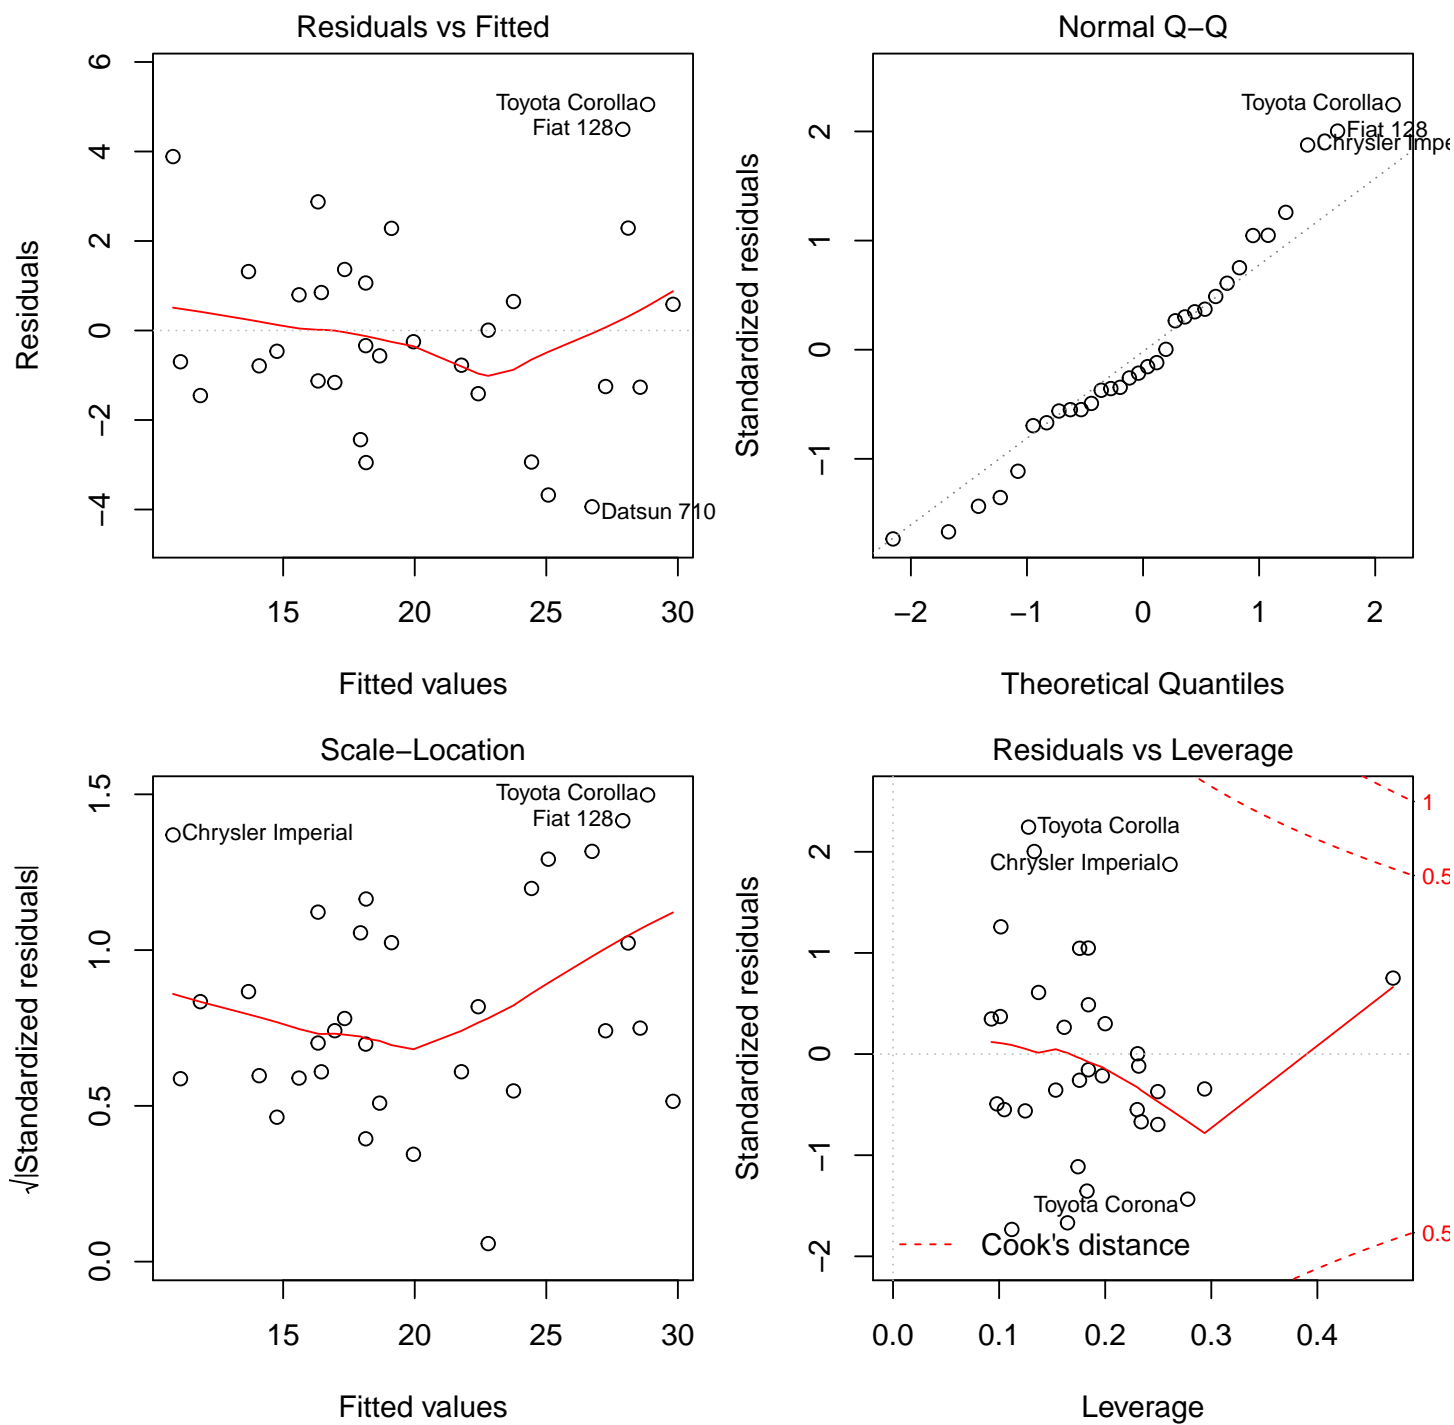 Residuals vs Fitted
Residuals
6
4
2
0
−2
−4
Toyota Corolla
Fiat 128
Datsun 710
15 20 25 30
Fitted values
Normal Q−Q
Standardized residuals
2
1
0
−1
Toyota Corolla
Fiat 128
Chrysler Impe
−2 −1 0 1 2
Theoretical Quantiles
Scale−Location
√|Standardized residuals|
1.5
1.0
0.5
0.0
Toyota Corolla
Fiat 128
Chrysler Imperial
15 20 25 30
Fitted values
Residuals vs Leverage
Standardized residuals
2
1
0
−1
−2
1
0.5
0.5
Toyota Corolla
Chrysler Imperial
Toyota Corona
Cook's distance
0.0 0.1 0.2 0.3 0.4
Leverage